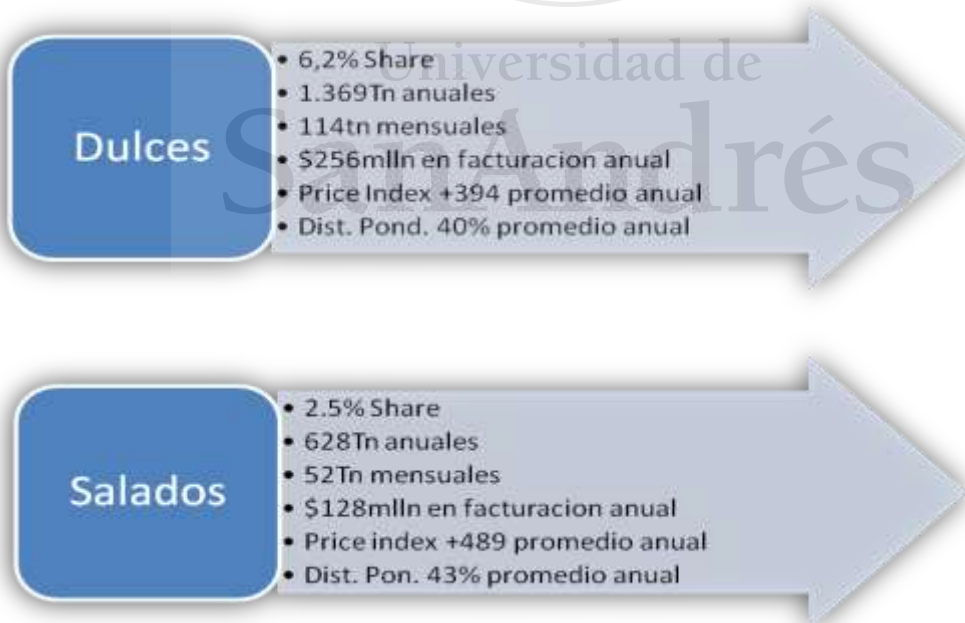 Universidad de
SanAndrés
Dulces
• 6,2% Share
• 1.369Tn anuales
• 114tn mensuales
• $256mlln en facturacion anual
• Price Index +394 promedio anual
• Dist. Pond. 40% promedio anual
Salados
• 2.5% Share
• 628Tn anuales
• 52Tn mensuales
• $128mlln en facturacion anual
• Price index +489 promedio anual
• Dist. Pon. 43% promedio anual